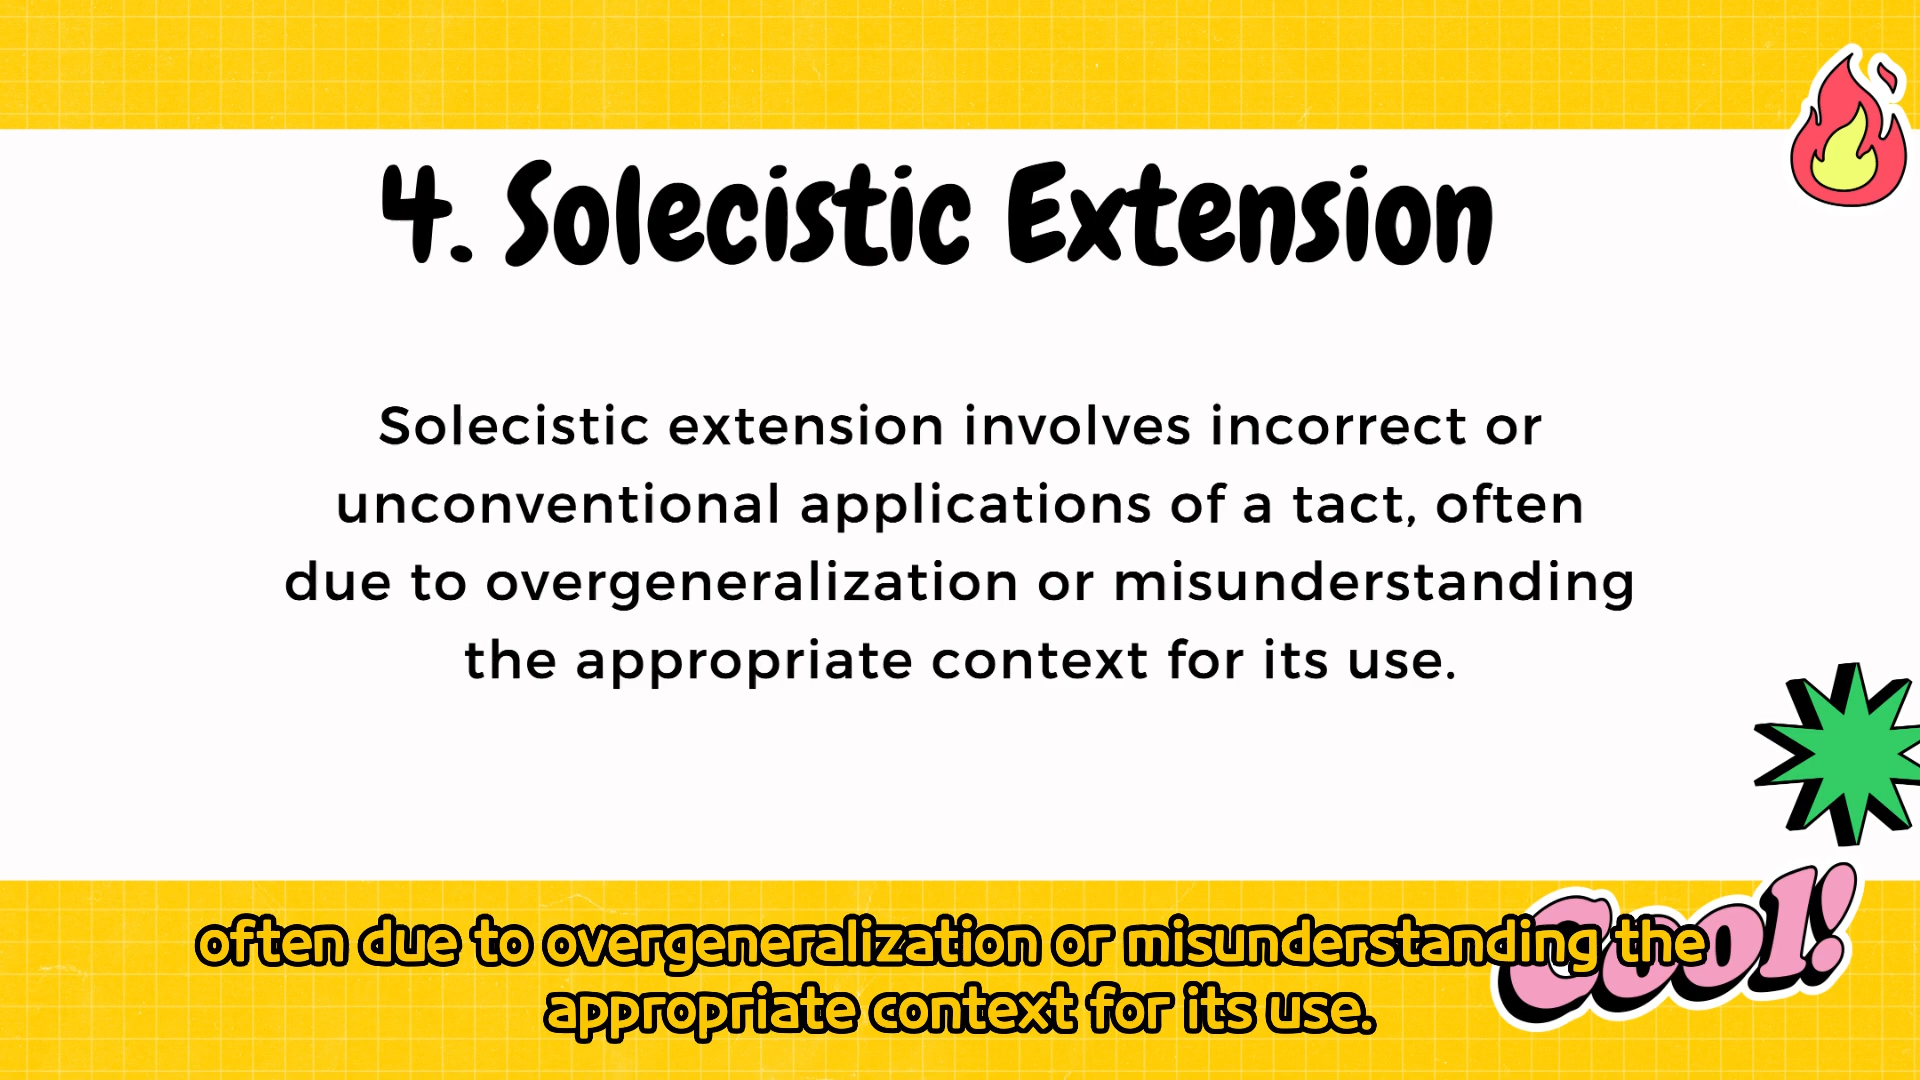 4. Solecistic Extension
Solecistic extension involves incorrect or
unconventional applications of a tact, often
due to overgeneralization or misunderstanding
the appropriate context for its use.
Cool!
often due to overgeneralization or misunderstanding the
appropriate context for its use.